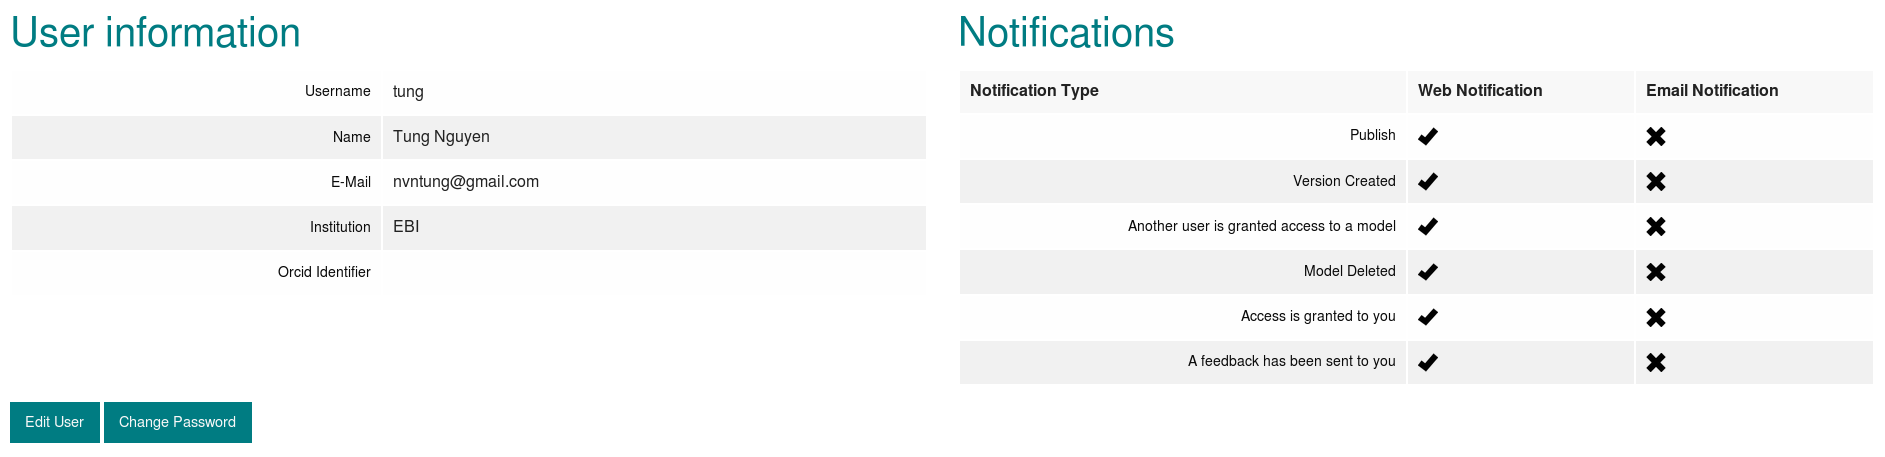 User information
Username tung
Name Tung Nguyen
E-Mail nvntung@gmail.com
Institution EBI
Orcid Identifier
Edit User Change Password
Notifications
Notification Type Web Notification Email Notification
Publish ✔ ✖
Version Created ✔ ✖
Another user is granted access to a model ✔ ✖
Model Deleted ✔ ✖
Access is granted to you ✔ ✖
A feedback has been sent to you ✔ ✖